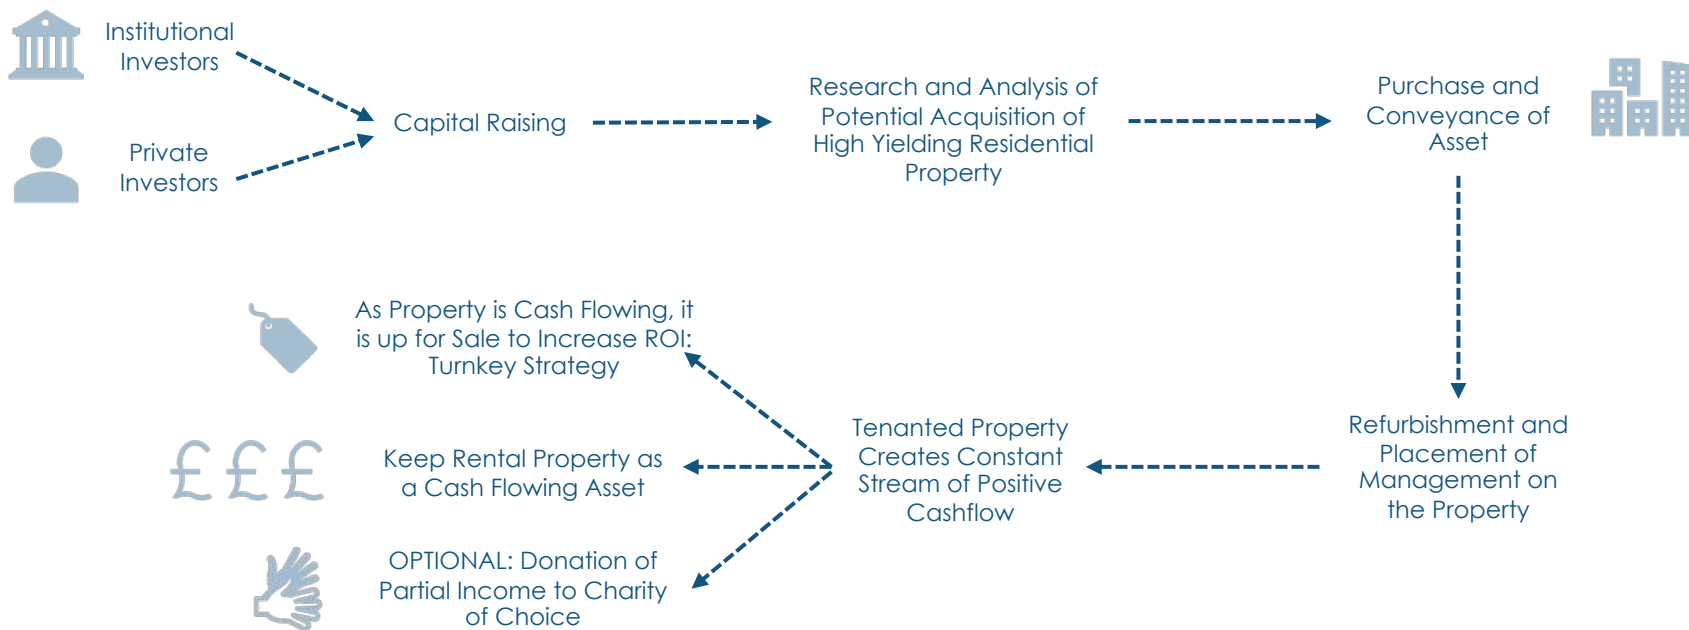 Institutional
Investors
Private
Investors
Capital Raising
Research and Analysis of
Potential Acquisition of
High Yielding Residential
Property
Purchase and
Conveyance of
Asset
Refurbishment and
Placement of
Management on
the Property
Tenanted Property
Creates Constant
Stream of Positive
Cashflow
As Property is Cash Flowing, it
is up for Sale to Increase ROI:
Turnkey Strategy
£ £ £
Keep Rental Property as
a Cash Flowing Asset
OPTIONAL: Donation of
Partial Income to Charity
of Choice